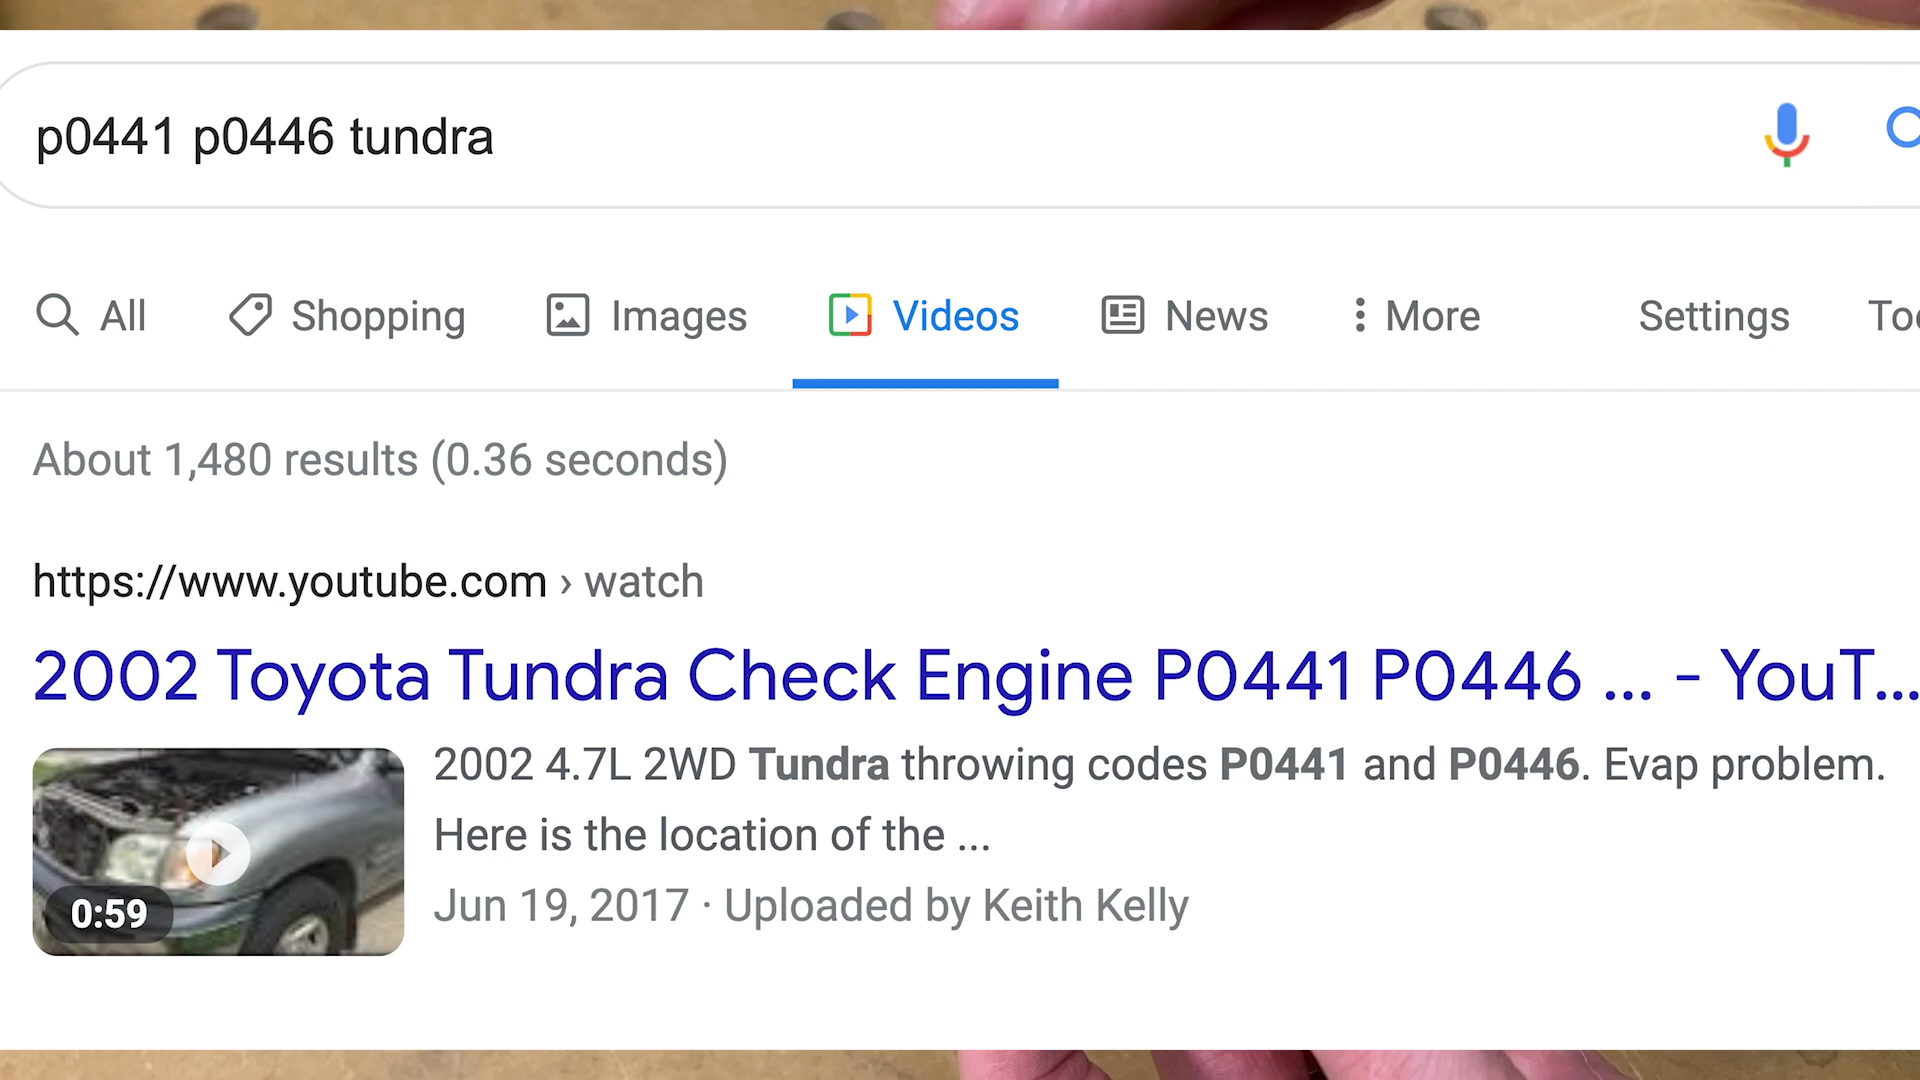 p0441 p0446 tundra
All Shopping Images Videos News More Settings
About 1,480 results (0.36 seconds)
https://www.youtube.com › watch
2002 Toyota Tundra Check Engine P0441 P0446 ... - YouT...
2002 4.7L 2WD Tundra throwing codes P0441 and P0446. Evap problem.
Here is the location of the ...
0:59
Jun 19, 2017 · Uploaded by Keith Kelly